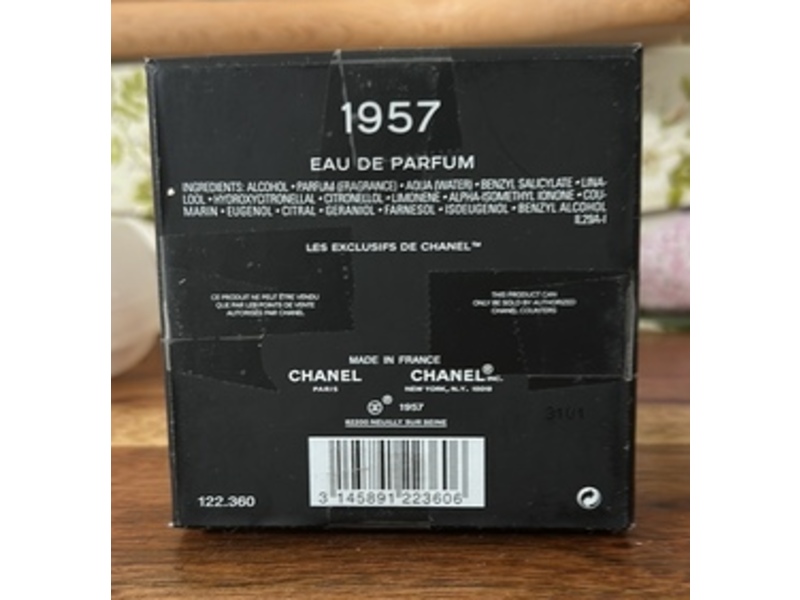 1957
EAU DE PARFUM
INGREDIENTS: ALCOHOL • PARFUM (FRAGRANCE) • AQUA (WATER) • BENZYL SALICYLATE • LINA-
LOOL • HYDROXYCITRONELLAL • CITRONELLOL • LIMONENE • ALPHA-ISOMETHYL IONONE • COU-
MARIN • EUGENOL • CITRAL • GERANIOL • FARNESOL • ISOEUGENOL • BENZYL ALCOHOL
IL29A-I
LES EXCLUSIFS DE CHANEL™
CE PRODUIT NE PEUT ÊTRE VENDU
QUE PAR LES POINTS DE VENTE
AUTORISÉS PAR CHANEL
THIS PRODUCT CAN
ONLY BE SOLD BY AUTHORIZED
CHANEL COUNTERS
MADE IN FRANCE
CHANEL
PARIS
CHANEL® INC.
NEW YORK, N.Y. 10019
® 1957
92200 NEUILLY SUR SEINE
3101
3 145891 223606
122.360